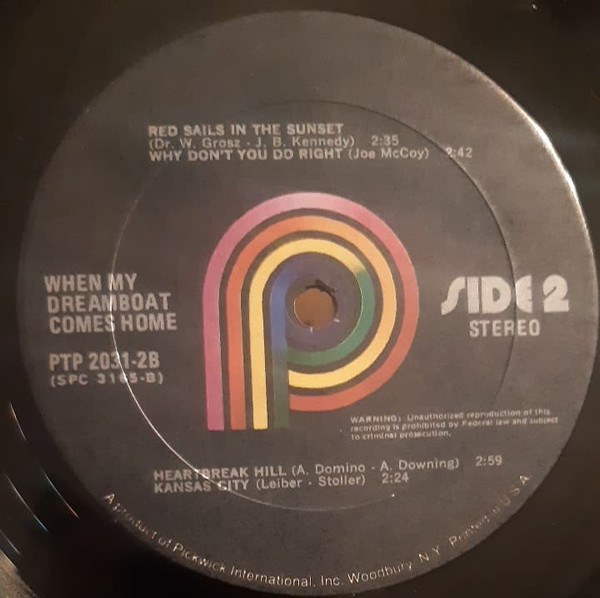 RED SAILS IN THE SUNSET
(Dr. W. Grosz - J. B. Kennedy) 2:35
WHY DON'T YOU DO RIGHT (Joe McCoy) 2:42
WHEN MY
DREAMBOAT
COMES HOME
PTP 2031-2B
(SPC 3165-B)
SIDE 2
STEREO
WARNING: Unauthorized reproduction of this
recording is prohibited by Federal law and subject
to criminal prosecution.
HEARTBREAK HILL (A. Domino - A. Downing) 2:59
KANSAS CITY (Leiber - Stoller) 2:24
A product of Pickwick International, Inc. Woodbury, N.Y. Printed in U.S.A.